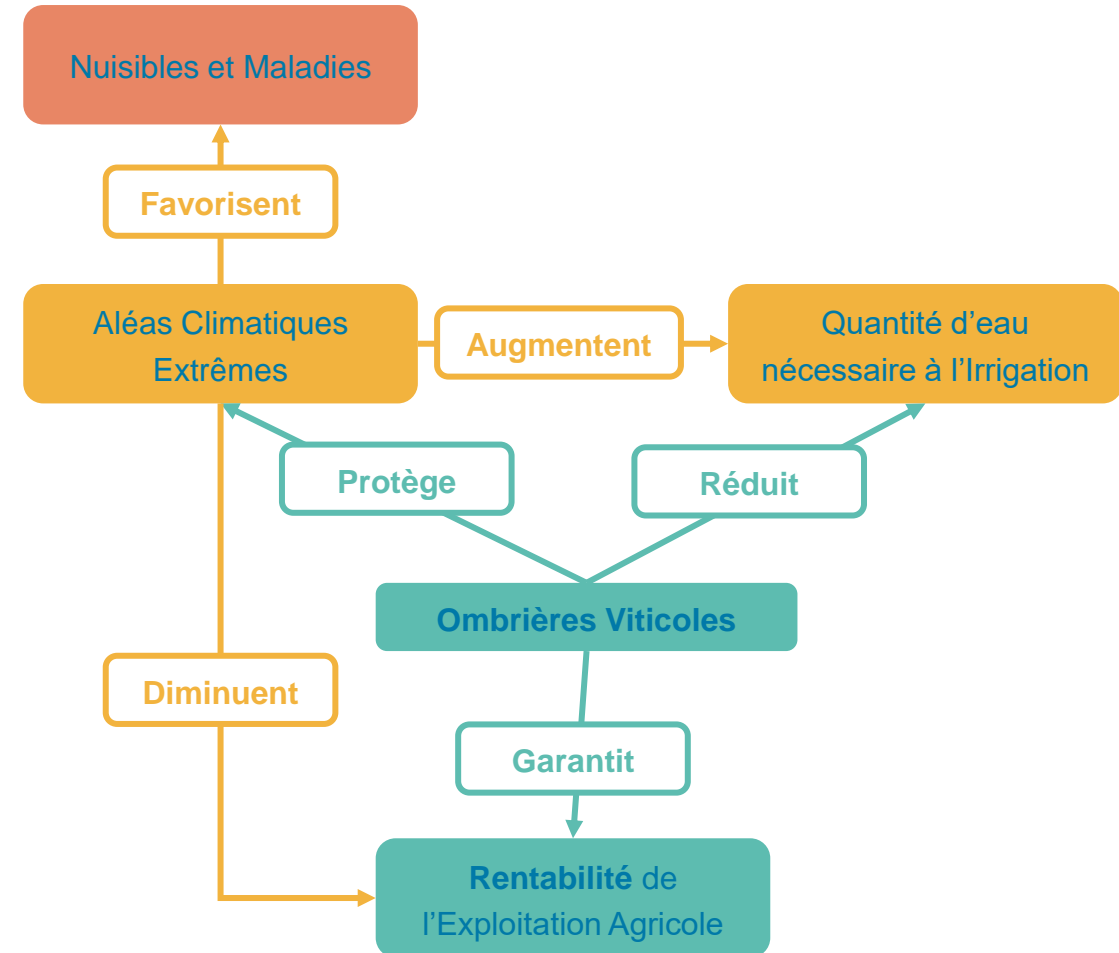 Nuisibles et Maladies
Favorisent
Aléas Climatiques
Extrêmes
Augmentent
Quantité d’eau
nécessaire à l’Irrigation
Protège
Réduit
Ombrières Viticoles
Diminuent
Garantit
Rentabilité de
l’Exploitation Agricole